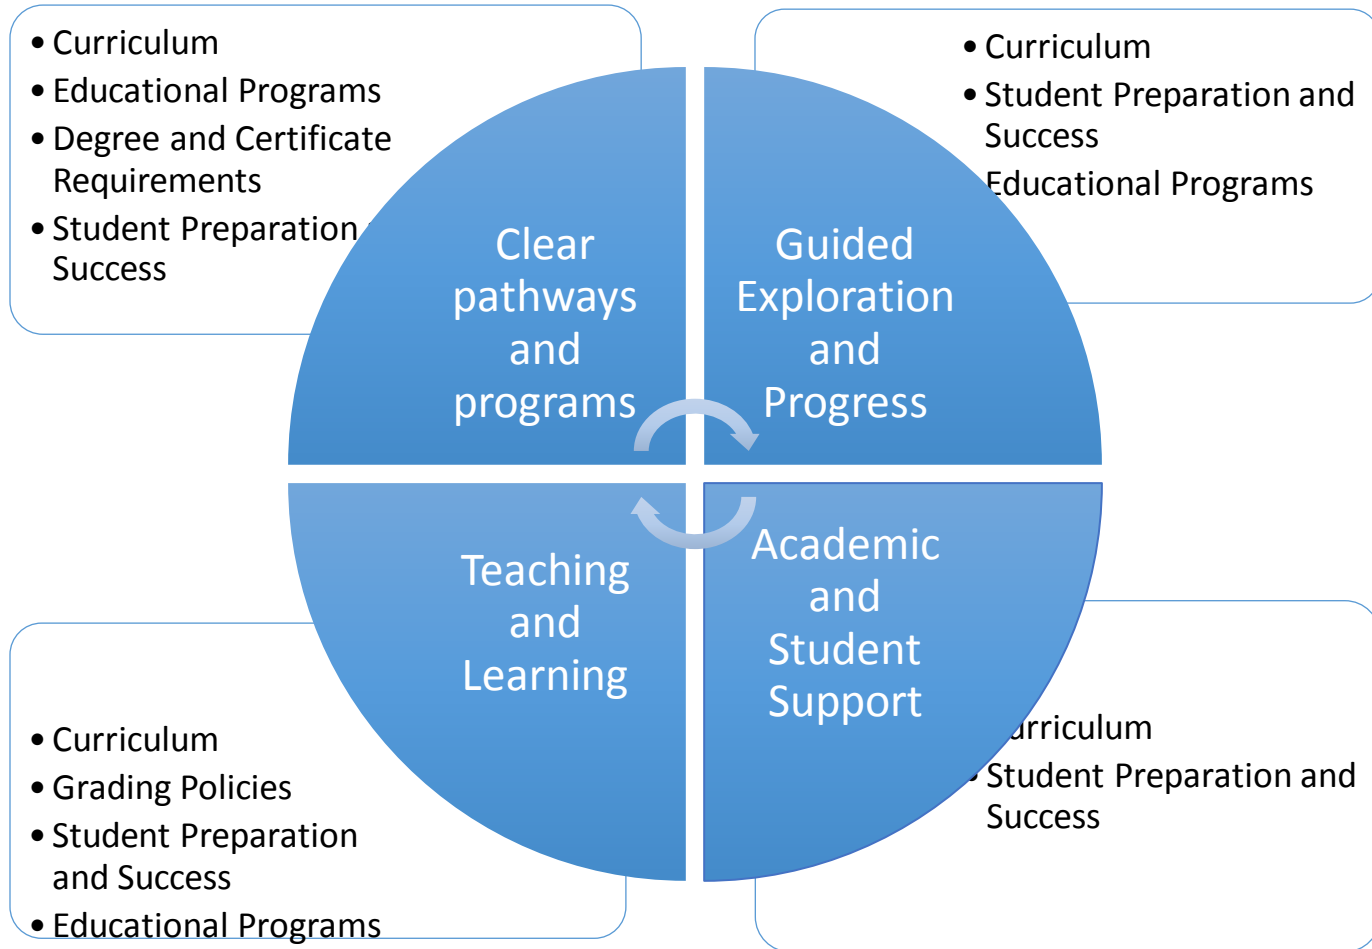 • Curriculum
• Educational Programs
• Degree and Certificate
Requirements
• Student Preparation
Success
• Curriculum
• Student Preparation and
Success
Educational Programs
Clear
pathways
and
programs
Guided
Exploration
and
Progress
Teaching
and
Learning
Academic
and
Student
Support
• Curriculum
• Grading Policies
• Student Preparation
and Success
• Educational Programs
urriculum
• Student Preparation and
Success